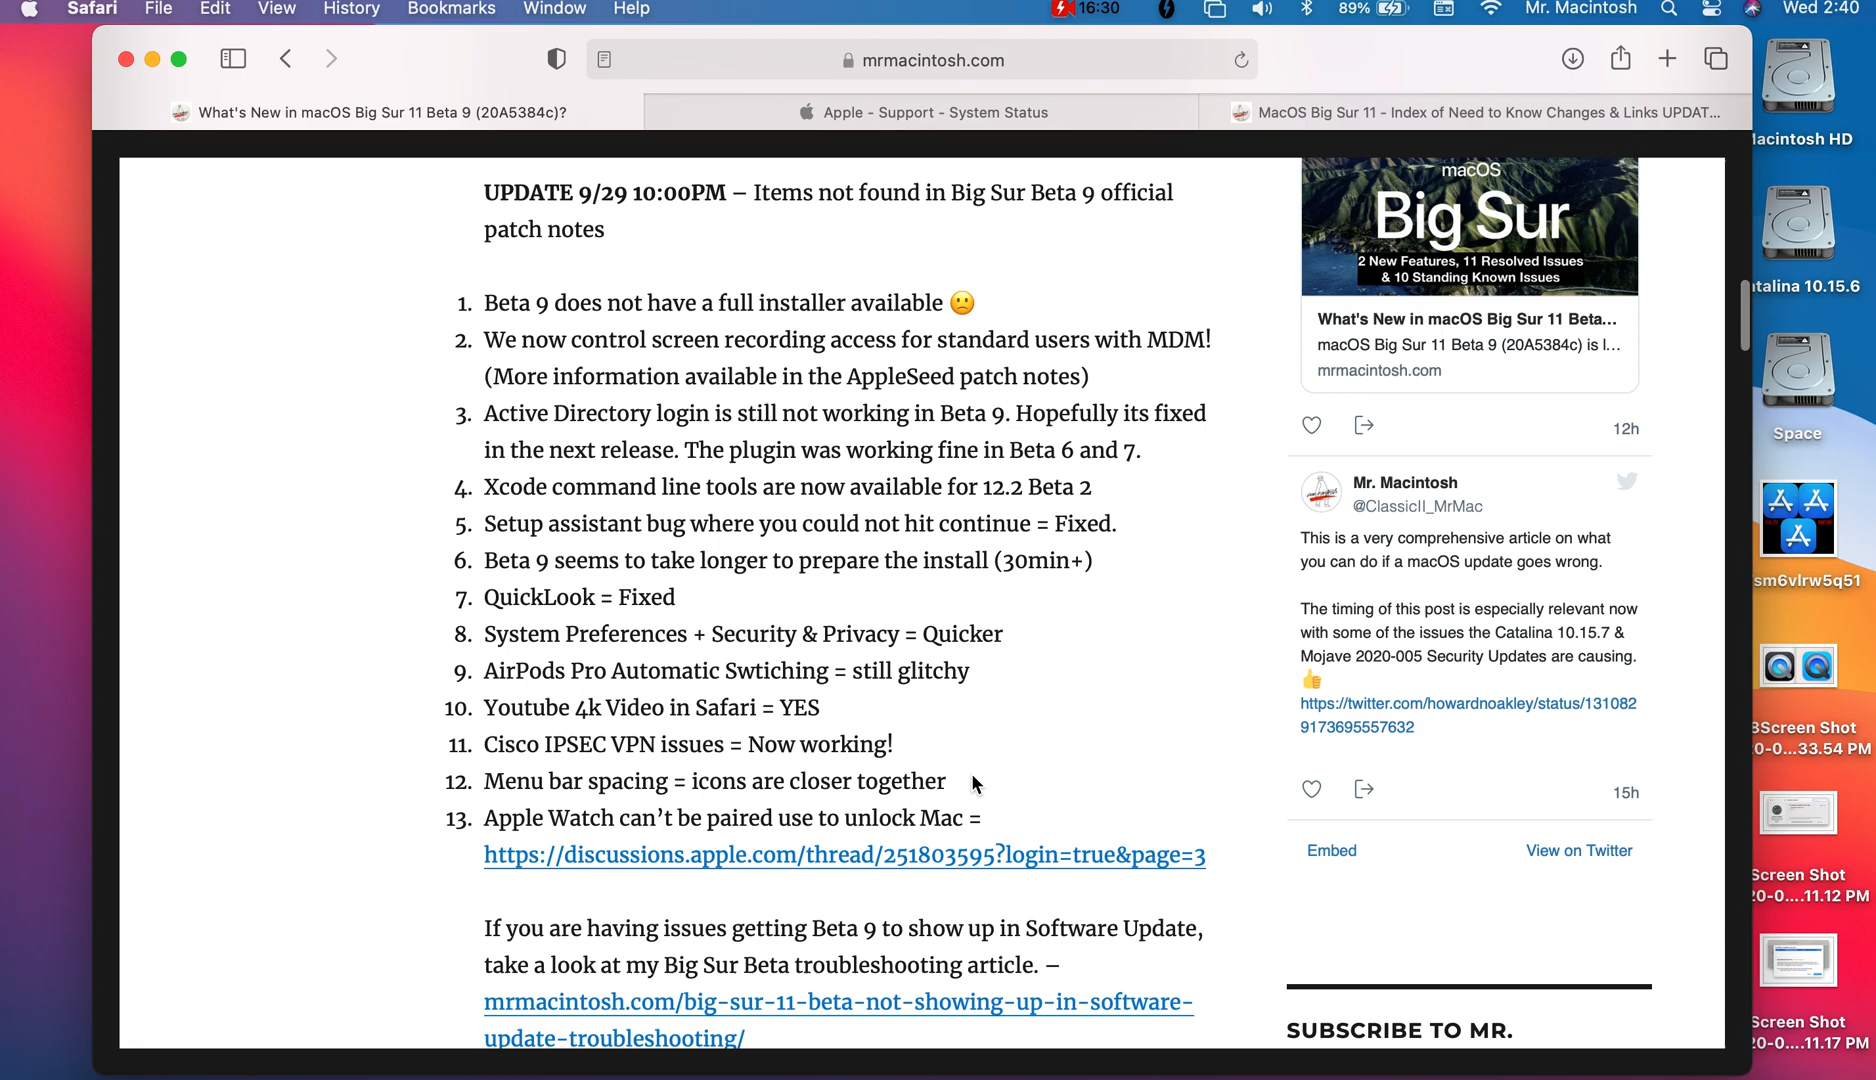 Safari File Edit View History Bookmarks Window Help 16:30 89% Mr. Macintosh Wed 2:40
mrmacintosh.com
What's New in macOS Big Sur 11 Beta 9 (20A5384c)?
Apple - Support - System Status
MacOS Big Sur 11 - Index of Need to Know Changes & Links UPDAT...
UPDATE 9/29 10:00PM – Items not found in Big Sur Beta 9 official
patch notes
1. Beta 9 does not have a full installer available 🙁
2. We now control screen recording access for standard users with MDM!
(More information available in the AppleSeed patch notes)
3. Active Directory login is still not working in Beta 9. Hopefully its fixed
in the next release. The plugin was working fine in Beta 6 and 7.
4. Xcode command line tools are now available for 12.2 Beta 2
5. Setup assistant bug where you could not hit continue = Fixed.
6. Beta 9 seems to take longer to prepare the install (30min+)
7. QuickLook = Fixed
8. System Preferences + Security & Privacy = Quicker
9. AirPods Pro Automatic Swtiching = still glitchy
10. Youtube 4k Video in Safari = YES
11. Cisco IPSEC VPN issues = Now working!
12. Menu bar spacing = icons are closer together
13. Apple Watch can’t be paired use to unlock Mac =
https://discussions.apple.com/thread/251803595?login=true&page=3
If you are having issues getting Beta 9 to show up in Software Update,
take a look at my Big Sur Beta troubleshooting article. –
mrmacintosh.com/big-sur-11-beta-not-showing-up-in-software-
update-troubleshooting/
macOS
Big Sur
2 New Features, 11 Resolved Issues
& 10 Standing Known Issues
What's New in macOS Big Sur 11 Beta...
macOS Big Sur 11 Beta 9 (20A5384c) is l...
mrmacintosh.com
12h
Mr. Macintosh
@ClassicII_MrMac
This is a very comprehensive article on what
you can do if a macOS update goes wrong.
The timing of this post is especially relevant now
with some of the issues the Catalina 10.15.7 &
Mojave 2020-005 Security Updates are causing.
👍
https://twitter.com/howardnoakley/status/131082
9173695557632
15h
Embed
View on Twitter
SUBSCRIBE TO MR.
Macintosh HD
atalina 10.15.6
Space
sm6vlrw5q51
Screen Shot
20-0...33.54 PM
Screen Shot
20-0....11.12 PM
Screen Shot
20-0....11.17 PM